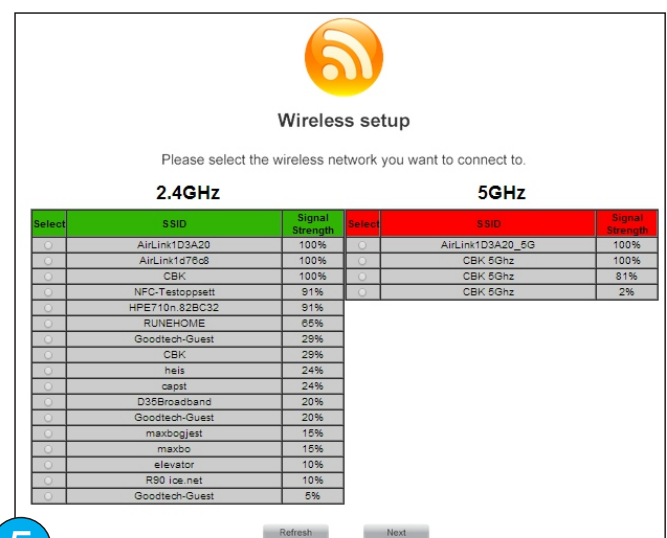 Wireless setup
Please select the wireless network you want to connect to.
2.4GHz
Select SSID Signal Strength
AirLink1D3A20 100%
AirLink1d76c8 100%
CBK 100%
NFC-Testoppsett 91%
HPE710n.82BC32 91%
RUNEHOME 65%
Goodtech-Guest 29%
CBK 29%
heis 24%
capst 24%
D35Broadband 20%
Goodtech-Guest 20%
maxbogjest 15%
maxbo 15%
elevator 10%
R90 ice.net 10%
Goodtech-Guest 5%
5GHz
Select SSID Signal Strength
AirLink1D3A20_5G 100%
CBK 5Ghz 100%
CBK 5Ghz 81%
CBK 5Ghz 2%
Refresh Next